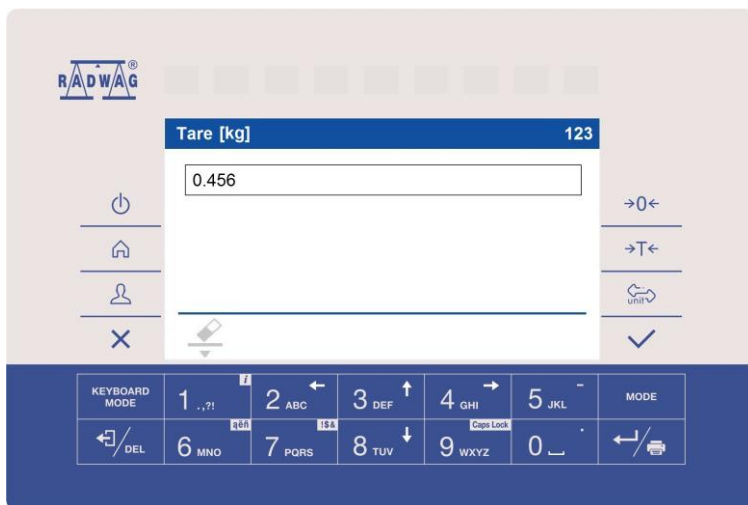 RADWAG®
Tare [kg] 123
0.456
→0←
→T←
unit
KEYBOARD MODE
1 .,?! i
2 ABC ←
3 DEF ↑
4 GHI →
5 JKL -
MODE
DEL
6 MNO ąêñ
7 PQRS !$&
8 TUV ↓
9 WXYZ Caps Lock
0 .